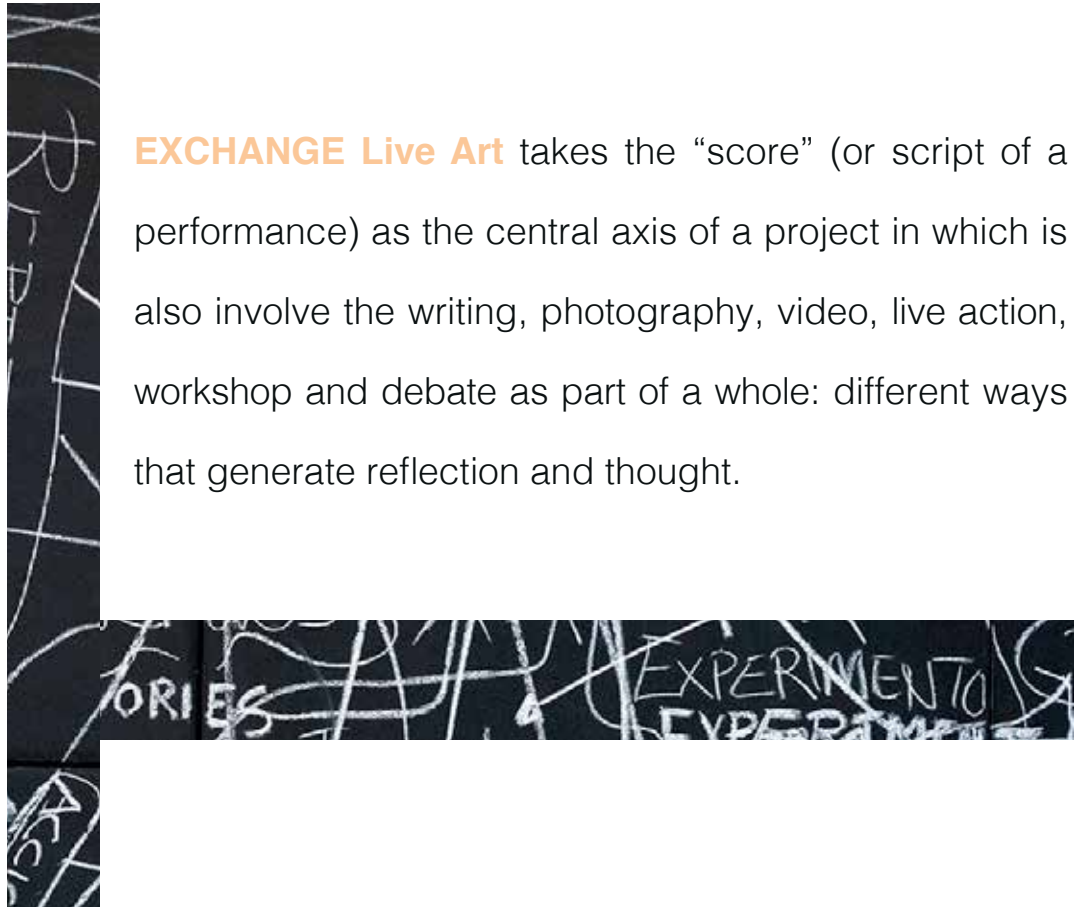 EXCHANGE Live Art takes the “score” (or script of a
performance) as the central axis of a project in which is
also involve the writing, photography, video, live action,
workshop and debate as part of a whole: different ways
that generate reflection and thought.
ORIES
EXPERIMENTO